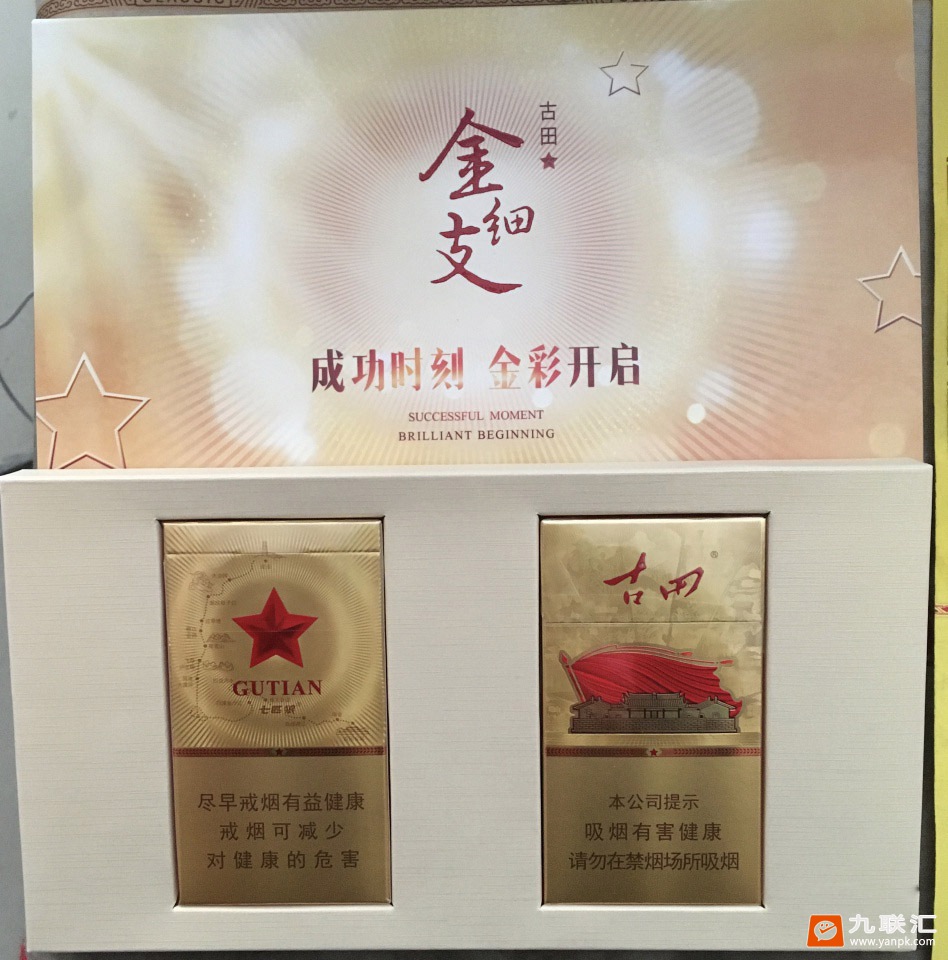 CLASSIC
古田
金
细
支
成功时刻 金彩开启
SUCCESSFUL MOMENT
BRILLIANT BEGINNING
GUTIAN
尽早戒烟有益健康
戒烟可减少
对健康的危害
古田®
本公司提示
吸烟有害健康
请勿在禁烟场所吸烟
九联汇
www.yanpk.com